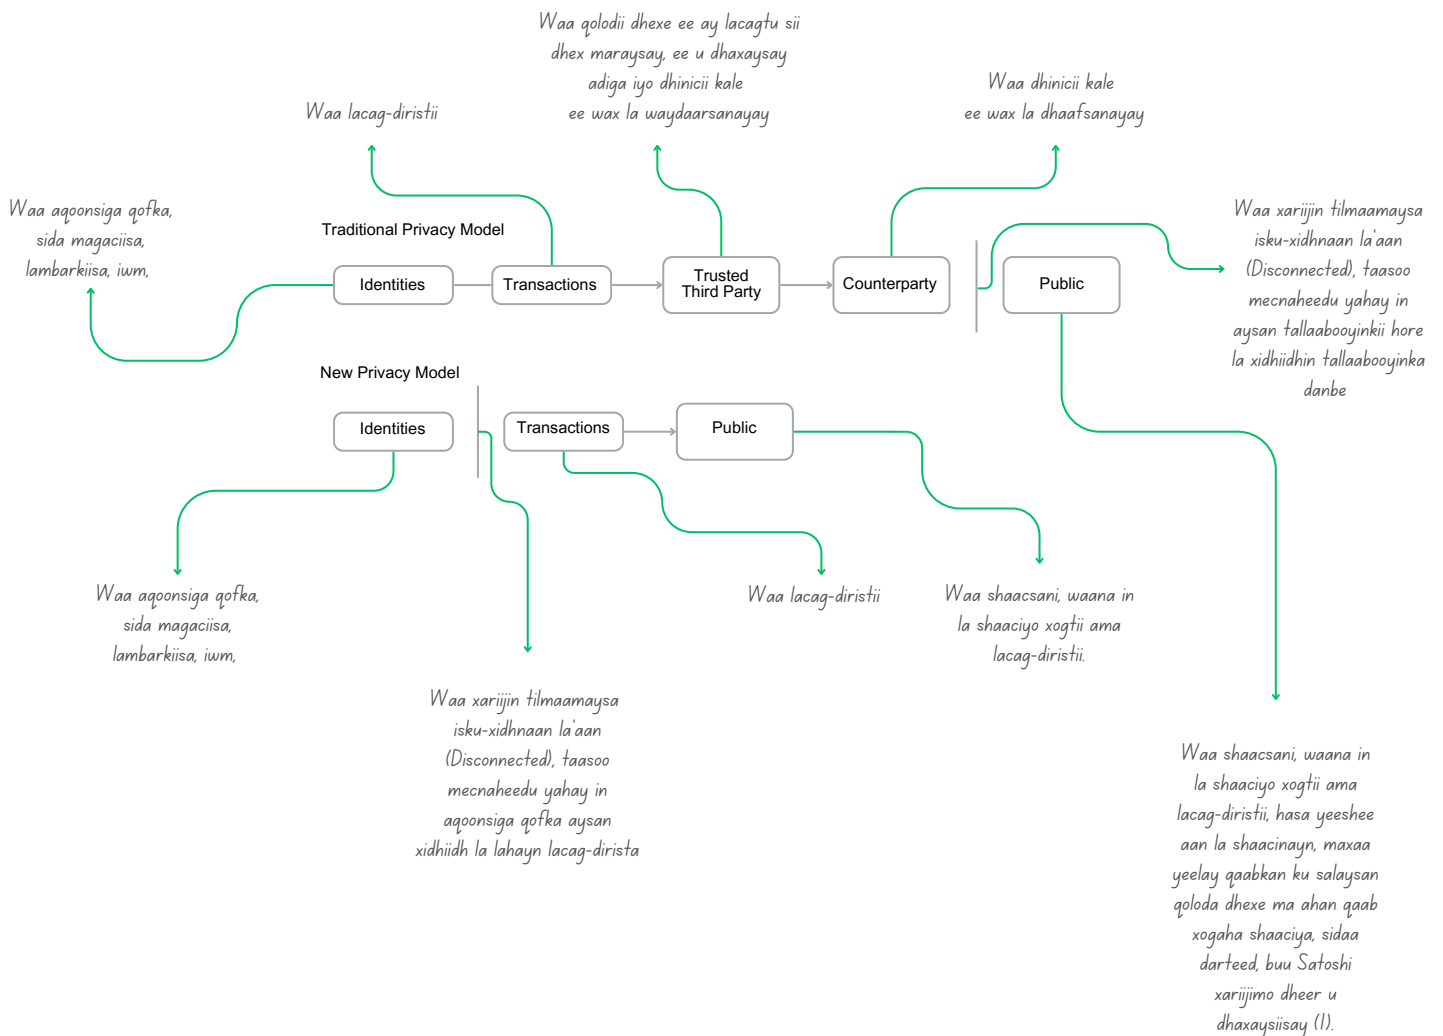 Waa qolodii dhexe ee ay lacagtu sii
dhex maraysay, ee u dhaxaysay
adiga iyo dhinicii kale
ee wax la waydaarsanayay
Waa dhinicii kale
ee wax la dhaafsanayay
Waa lacag-diristii
Waa aqoonsiga qofka,
sida magaciisa,
lambarkiisa, iwm,
Waa xariijin tilmaamaysa
isku-xidhnaan la'aan
(Disconnected), taasoo
mecnaheedu yahay in
aysan tallaabooyinkii hore
la xidhiidhin tallaabooyinka
danbe
Traditional Privacy Model
Identities
Transactions
Trusted
Third Party
Counterparty
Public
New Privacy Model
Identities
Transactions
Public
Waa aqoonsiga qofka,
sida magaciisa,
lambarkiisa, iwm,
Waa lacag-diristii
Waa shaacsani, waana in
la shaaciyo xogtii ama
lacag-diristii.
Waa xariijin tilmaamaysa
isku-xidhnaan la'aan
(Disconnected), taasoo
mecnaheedu yahay in
aqoonsiga qofka aysan
xidhiidh la lahayn lacag-dirista
Waa shaacsani, waana in
la shaaciyo xogtii ama
lacag-diristii, hasa yeeshee
aan la shaacinayn, maxaa
yeelay qaabkan ku salaysan
qoloda dhexe ma ahan qaab
xogaha shaaciya, sidaa
darteed, buu Satoshi
xariijimo dheer u
dhaxaysiisay (I).